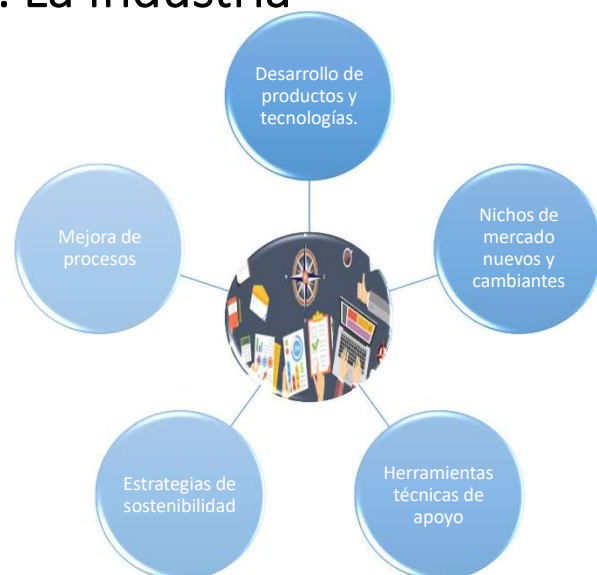 . La Industria
Desarrollo de
productos y
tecnologías.
Nichos de
mercado
nuevos y
cambiantes
Herramientas
técnicas de
apoyo
Estrategias de
sostenibilidad
Mejora de
procesos